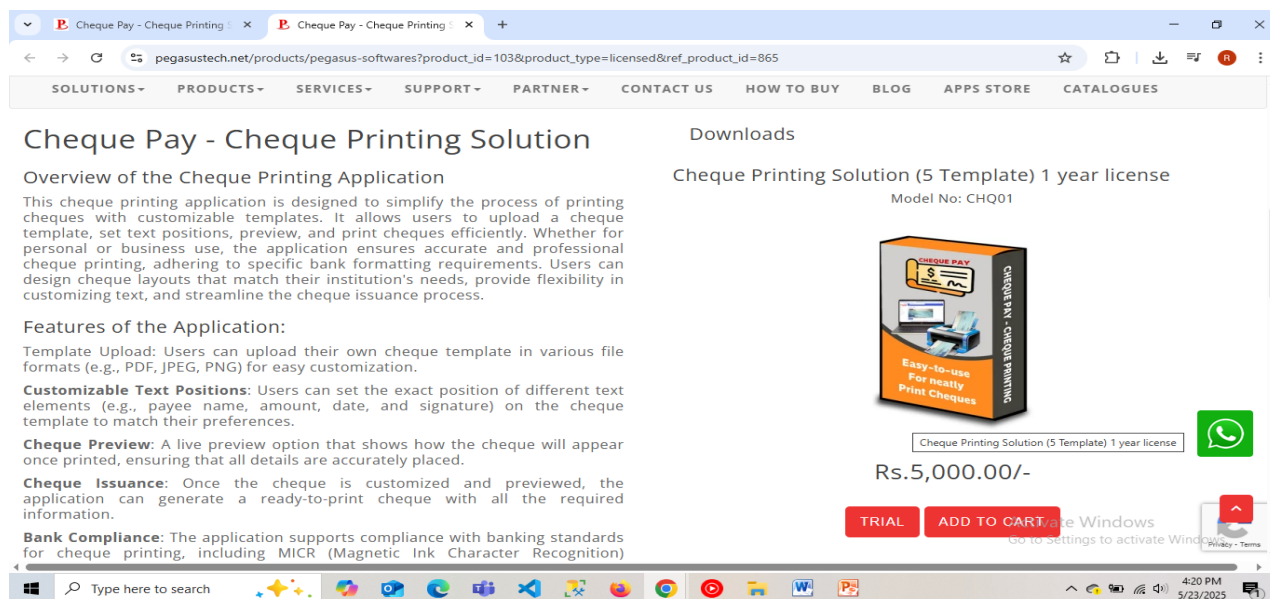 Cheque Pay - Cheque Printing S
Cheque Pay - Cheque Printing S
pegasustech.net/products/pegasus-softwares?product_id=103&product_type=licensed&ref_product_id=865
R
SOLUTIONS PRODUCTS SERVICES SUPPORT PARTNER CONTACT US HOW TO BUY BLOG APPS STORE CATALOGUES
Cheque Pay - Cheque Printing Solution
Overview of the Cheque Printing Application
This cheque printing application is designed to simplify the process of printing
cheques with customizable templates. It allows users to upload a cheque
template, set text positions, preview, and print cheques efficiently. Whether for
personal or business use, the application ensures accurate and professional
cheque printing, adhering to specific bank formatting requirements. Users can
design cheque layouts that match their institution's needs, provide flexibility in
customizing text, and streamline the cheque issuance process.
Features of the Application:
Template Upload: Users can upload their own cheque template in various file
formats (e.g., PDF, JPEG, PNG) for easy customization.
Customizable Text Positions: Users can set the exact position of different text
elements (e.g., payee name, amount, date, and signature) on the cheque
template to match their preferences.
Cheque Preview: A live preview option that shows how the cheque will appear
once printed, ensuring that all details are accurately placed.
Cheque Issuance: Once the cheque is customized and previewed, the
application can generate a ready-to-print cheque with all the required
information.
Bank Compliance: The application supports compliance with banking standards
for cheque printing, including MICR (Magnetic Ink Character Recognition)
Downloads
Cheque Printing Solution (5 Template) 1 year license
Model No: CHQ01
CHEQUE PAY
$
CHEQUE PAY - CHEQUE PRINTING
Easy-to-use
For neatly
Print Cheques
Cheque Printing Solution (5 Template) 1 year license
Rs.5,000.00/-
TRIAL
ADD TO CART
Activate Windows
Go to Settings to activate Windows.
Privacy - Terms
Type here to search
4:20 PM
5/23/2025